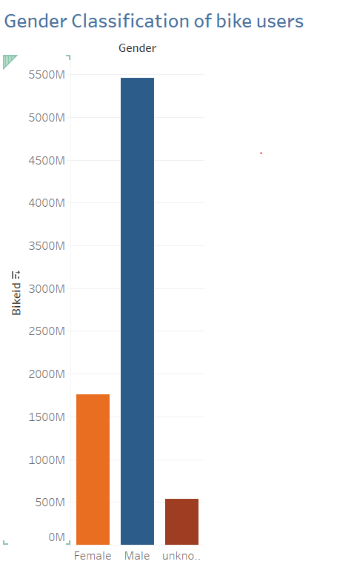 Gender Classification of bike users
Gender
5500M
5000M
4500M
4000M
3500M
3000M
2500M
2000M
1500M
1000M
500M
0M
Bikeid
Female Male unkno..